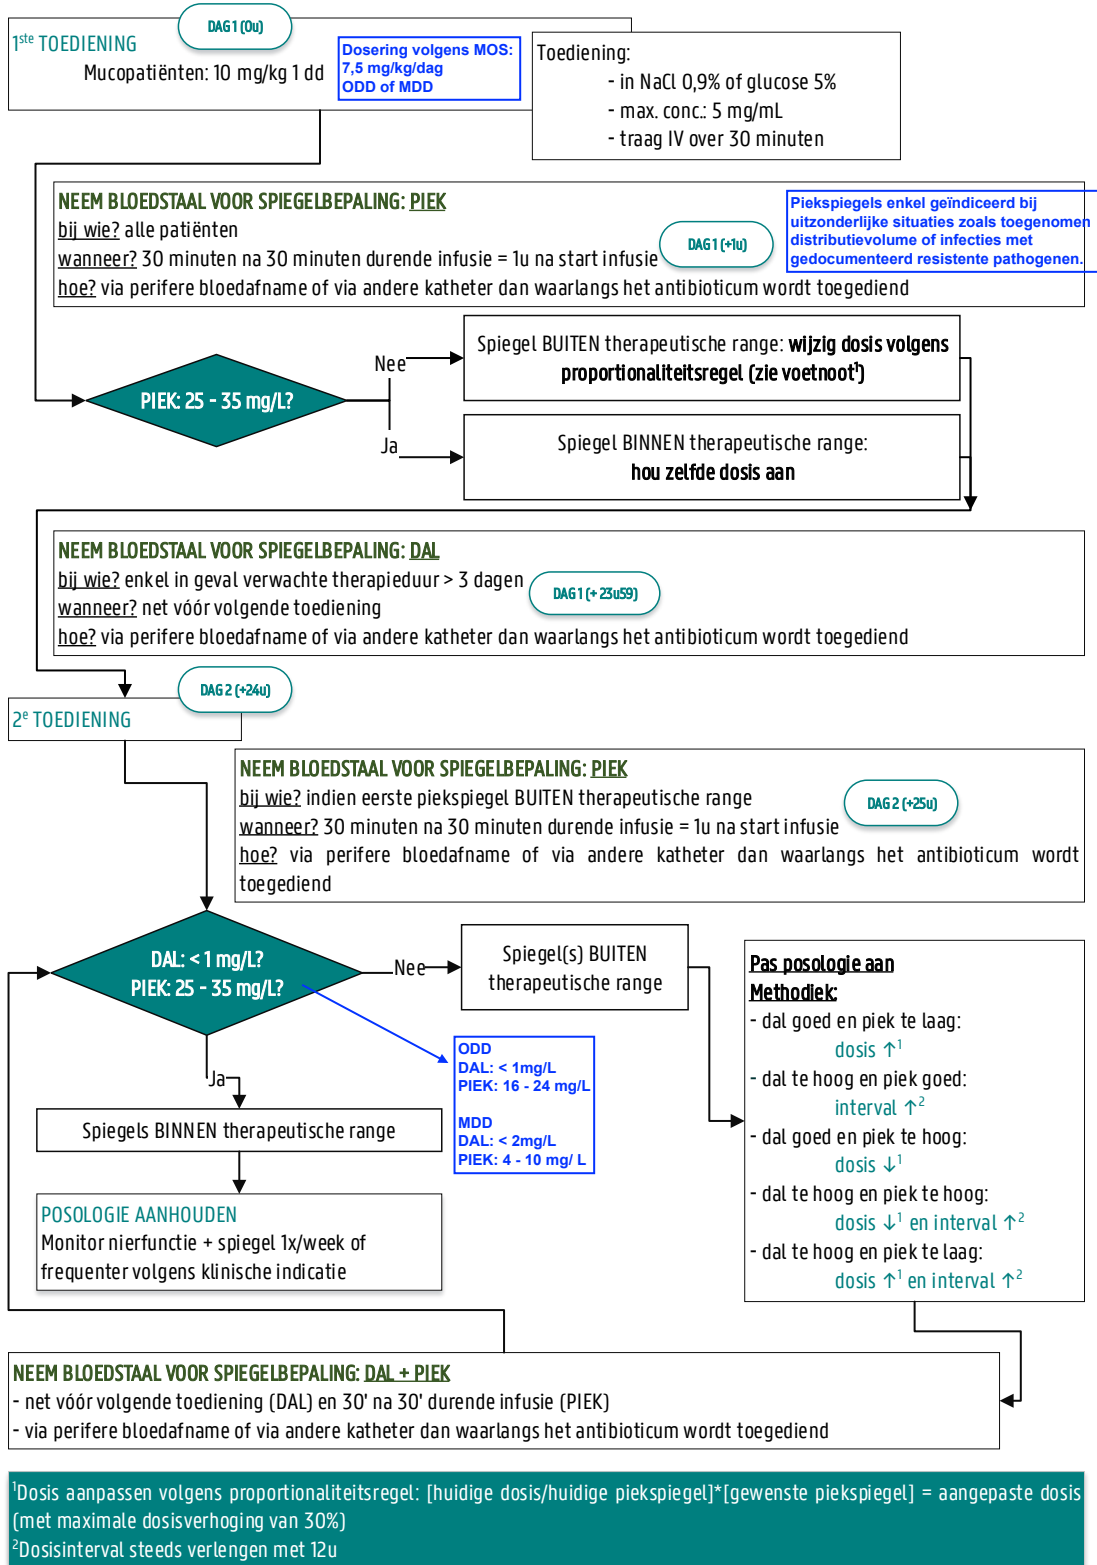 DAG 1 (0u)
1ste TOEDIENING
Mucopatiënten: 10 mg/kg 1 dd
Dosering volgens MOS:
7,5 mg/kg/dag
ODD of MDD
Toediening:
- in NaCl 0,9% of glucose 5%
- max. conc.: 5 mg/mL
- traag IV over 30 minuten
NEEM BLOEDSTAAL VOOR SPIEGELBEPALING: PIEK
bij wie? alle patiënten
wanneer? 30 minuten na 30 minuten durende infusie = 1u na start infusie
hoe? via perifere bloedafname of via andere katheter dan waarlangs het antibioticum wordt toegediend
DAG 1 (+1u)
Piekspiegels enkel geïndiceerd bij
uitzonderlijke situaties zoals toegenomen
distributievolume of infecties met
gedocumenteerd resistente pathogenen.
PIEK: 25 - 35 mg/L?
Nee
Spiegel BUITEN therapeutische range: wijzig dosis volgens
proportionaliteitsregel (zie voetnoot¹)
Ja
Spiegel BINNEN therapeutische range:
hou zelfde dosis aan
NEEM BLOEDSTAAL VOOR SPIEGELBEPALING: DAL
bij wie? enkel in geval verwachte therapieduur > 3 dagen
wanneer? net vóór volgende toediening
hoe? via perifere bloedafname of via andere katheter dan waarlangs het antibioticum wordt toegediend
DAG 1 (+ 23u59)
DAG 2 (+24u)
2e TOEDIENING
NEEM BLOEDSTAAL VOOR SPIEGELBEPALING: PIEK
bij wie? indien eerste piekspiegel BUITEN therapeutische range
wanneer? 30 minuten na 30 minuten durende infusie = 1u na start infusie
hoe? via perifere bloedafname of via andere katheter dan waarlangs het antibioticum wordt
toegediend
DAG 2 (+25u)
DAL: < 1 mg/L?
PIEK: 25 - 35 mg/L?
Nee
Spiegel(s) BUITEN
therapeutische range
ODD
DAL: < 1mg/L
PIEK: 16 - 24 mg/L
MDD
DAL: < 2mg/L
PIEK: 4 - 10 mg/ L
Pas posologie aan
Methodiek:
- dal goed en piek te laag:
dosis ↑¹
- dal te hoog en piek goed:
interval ↑²
- dal goed en piek te hoog:
dosis ↓¹
- dal te hoog en piek te hoog:
dosis ↓¹ en interval ↑²
- dal te hoog en piek te laag:
dosis ↑¹ en interval ↑²
Ja
Spiegels BINNEN therapeutische range
POSOLOGIE AANHOUDEN
Monitor nierfunctie + spiegel 1x/week of
frequenter volgens klinische indicatie
NEEM BLOEDSTAAL VOOR SPIEGELBEPALING: DAL + PIEK
- net vóór volgende toediening (DAL) en 30' na 30' durende infusie (PIEK)
- via perifere bloedafname of via andere katheter dan waarlangs het antibioticum wordt toegediend
¹Dosis aanpassen volgens proportionaliteitsregel: [huidige dosis/huidige piekspiegel]*[gewenste piekspiegel] = aangepaste dosis
(met maximale dosisverhoging van 30%)
²Dosisinterval steeds verlengen met 12u